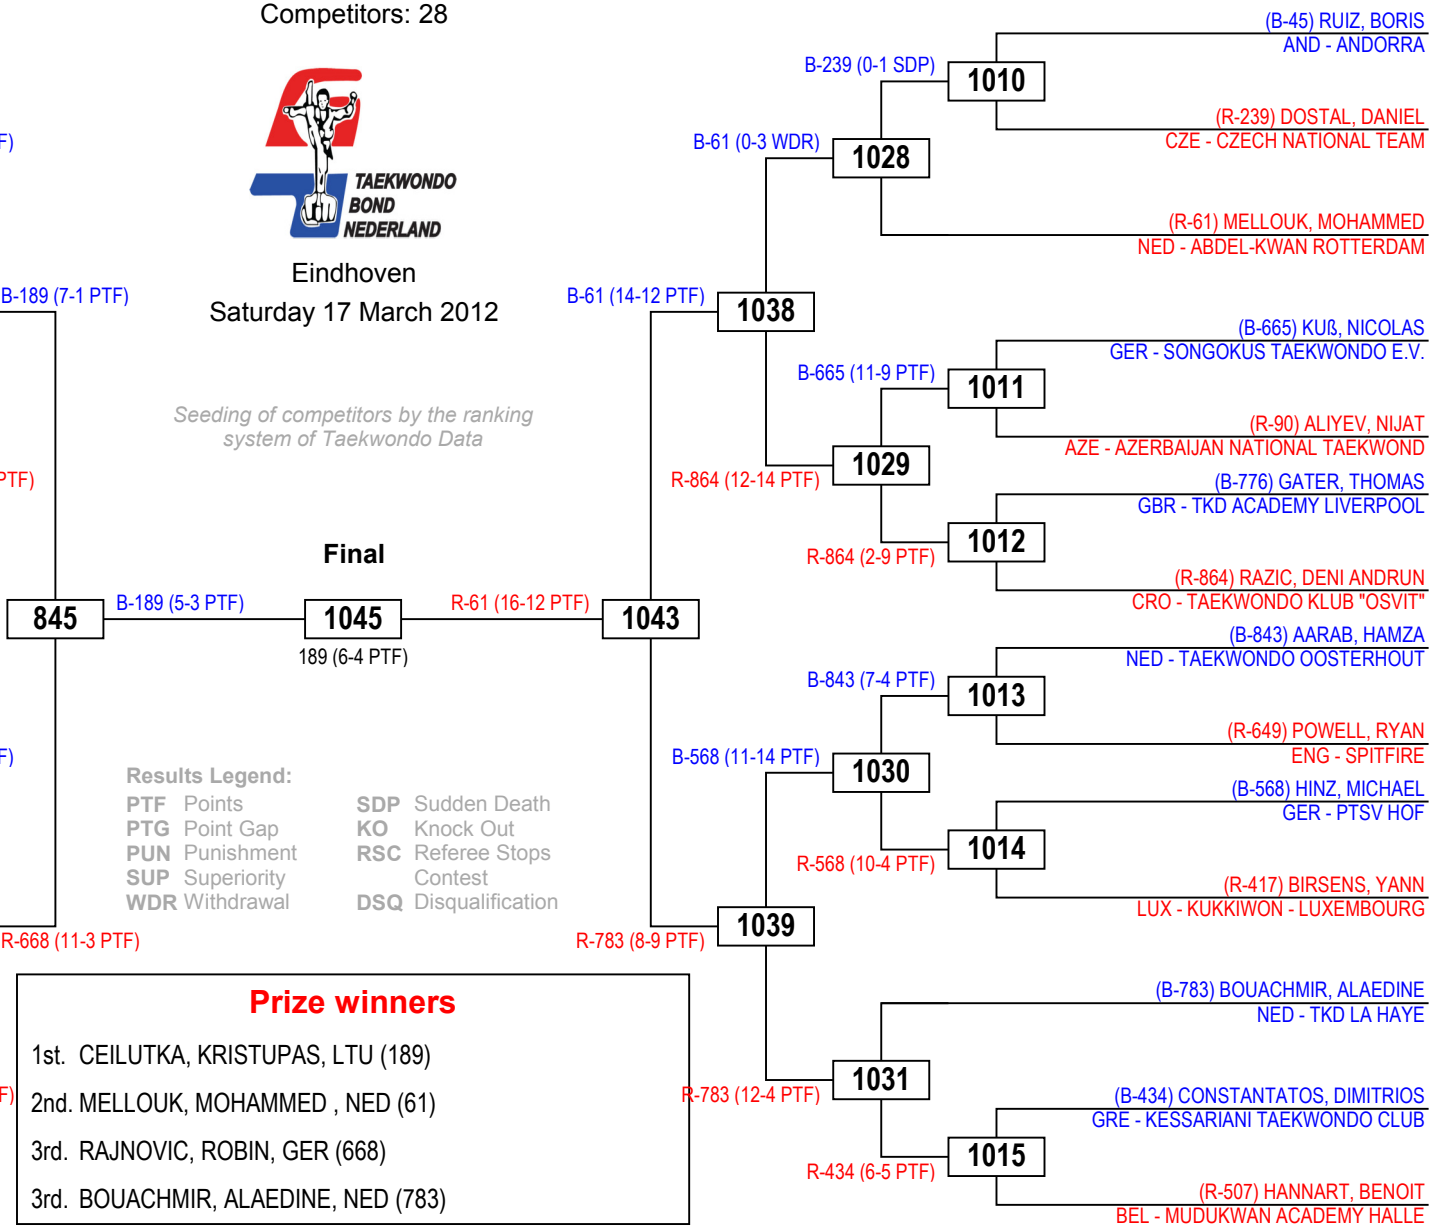 Competitors: 28
TAEKWONDO
BOND
NEDERLAND
Eindhoven
Saturday 17 March 2012
Seeding of competitors by the ranking
system of Taekwondo Data
F)
B-189 (7-1 PTF)
PTF)
845
B-189 (5-3 PTF)
Final
1045
189 (6-4 PTF)
R-61 (16-12 PTF)
1043
F)
R-668 (11-3 PTF)
F)
Results Legend:
PTF Points
PTG Point Gap
PUN Punishment
SUP Superiority
WDR Withdrawal
SDP Sudden Death
KO Knock Out
RSC Referee Stops
Contest
DSQ Disqualification
B-61 (14-12 PTF)
1038
B-61 (0-3 WDR)
1028
B-239 (0-1 SDP)
1010
(B-45) RUIZ, BORIS
AND - ANDORRA
(R-239) DOSTAL, DANIEL
CZE - CZECH NATIONAL TEAM
(R-61) MELLOUK, MOHAMMED
NED - ABDEL-KWAN ROTTERDAM
(B-665) KUß, NICOLAS
GER - SONGOKUS TAEKWONDO E.V.
B-665 (11-9 PTF)
1011
(R-90) ALIYEV, NIJAT
AZE - AZERBAIJAN NATIONAL TAEKWOND
R-864 (12-14 PTF)
1029
(B-776) GATER, THOMAS
GBR - TKD ACADEMY LIVERPOOL
R-864 (2-9 PTF)
1012
(R-864) RAZIC, DENI ANDRUN
CRO - TAEKWONDO KLUB "OSVIT"
(B-843) AARAB, HAMZA
NED - TAEKWONDO OOSTERHOUT
B-843 (7-4 PTF)
1013
(R-649) POWELL, RYAN
ENG - SPITFIRE
B-568 (11-14 PTF)
1030
(B-568) HINZ, MICHAEL
GER - PTSV HOF
R-568 (10-4 PTF)
1014
(R-417) BIRSENS, YANN
LUX - KUKKIWON - LUXEMBOURG
R-783 (8-9 PTF)
1039
(B-783) BOUACHMIR, ALAEDINE
NED - TKD LA HAYE
R-783 (12-4 PTF)
1031
(B-434) CONSTANTATOS, DIMITRIOS
GRE - KESSARIANI TAEKWONDO CLUB
R-434 (6-5 PTF)
1015
(R-507) HANNART, BENOIT
BEL - MUDUKWAN ACADEMY HALLE
Prize winners
1st. CEILUTKA, KRISTUPAS, LTU (189)
2nd. MELLOUK, MOHAMMED , NED (61)
3rd. RAJNOVIC, ROBIN, GER (668)
3rd. BOUACHMIR, ALAEDINE, NED (783)